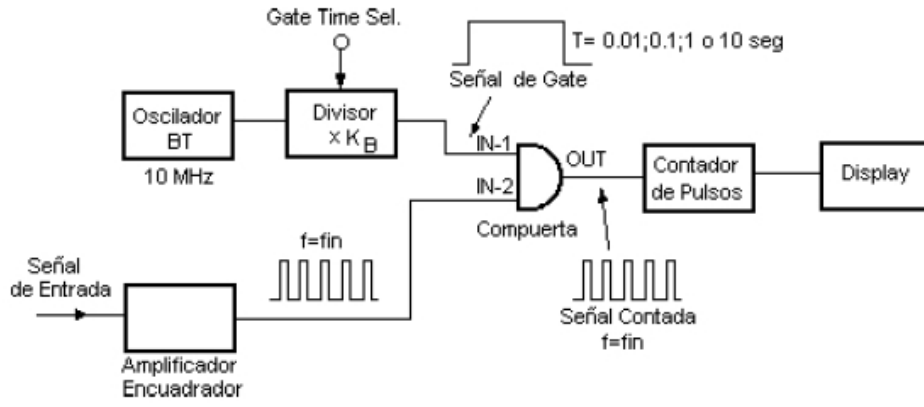 Gate Time Sel.
T= 0.01;0.1;1 o 10 seg
Señal de Gate
Oscilador
BT
10 MHz
Divisor
x K B
IN-1
IN-2
OUT
Compuerta
Contador
de Pulsos
Display
f=fin
Señal
de Entrada
Amplificador
Encuadrador
Señal Contada
f=fin